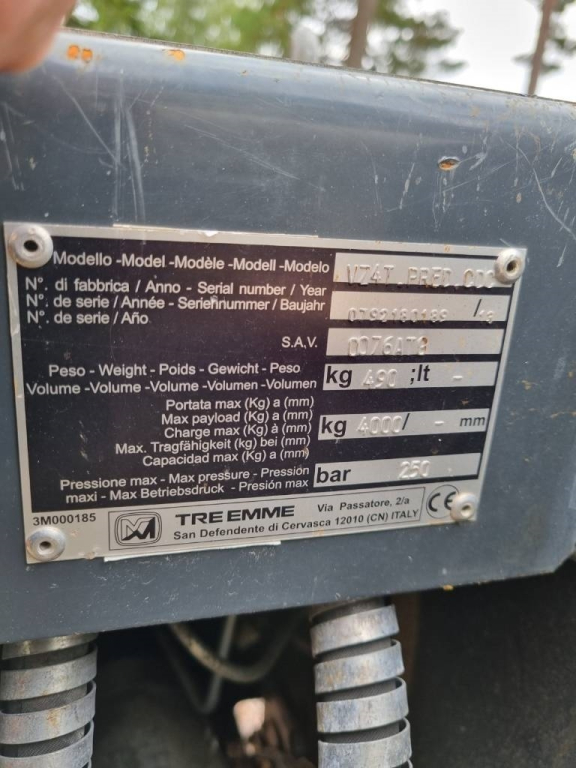 Modello -Model -Modèle -Modell -Modelo
N°. di fabbrica / Anno - Serial number / Year
N°. de serie / Année - Seriennummer / Baujahr
N°. de série / Año
/
S.A.V. 0076ATG
Peso - Weight - Poids - Gewicht - Peso
Volume -Volume -Volume -Volumen -Volumen
kg 490 ;lt -
Portata max (Kg) a (mm)
Max payload (Kg) a (mm)
Charge max (Kg) à (mm)
Max. Tragfähigkeit (kg) bei (mm)
Capacidad max (Kg) a (mm)
kg 4000/ - mm
Pressione max - Max pressure - Pression
maxi - Max Betriebsdruck - Presión max
bar 250
3M000185
M TRE EMME Via Passatore, 2/a
San Defendente di Cervasca 12010 (CN) ITALY
CE